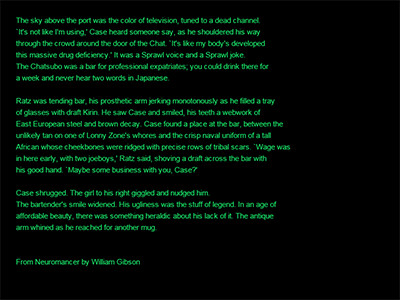 The sky above the port was the color of television, tuned to a dead channel.
`It's not like I'm using,' Case heard someone say, as he shouldered his way
through the crowd around the door of the Chat. `It's like my body's developed
this massive drug deficiency.' It was a Sprawl voice and a Sprawl joke.
The Chatsubo was a bar for professional expatriates; you could drink there for
a week and never hear two words in Japanese.

Ratz was tending bar, his prosthetic arm jerking monotonously as he filled a tray
of glasses with draft Kirin. He saw Case and smiled, his teeth a webwork of
East European steel and brown decay. Case found a place at the bar, between the
unlikely tan on one of Lonny Zone's whores and the crisp naval uniform of a tall
African whose cheekbones were ridged with precise rows of tribal scars. `Wage was
in here early, with two joeboys,' Ratz said, shoving a draft across the bar with
his good hand. `Maybe some business with you, Case?'

Case shrugged. The girl to his right giggled and nudged him.
The bartender's smile widened. His ugliness was the stuff of legend. In an age of
affordable beauty, there was something heraldic about his lack of it. The antique
arm whined as he reached for another mug.

From Neuromancer by William Gibson